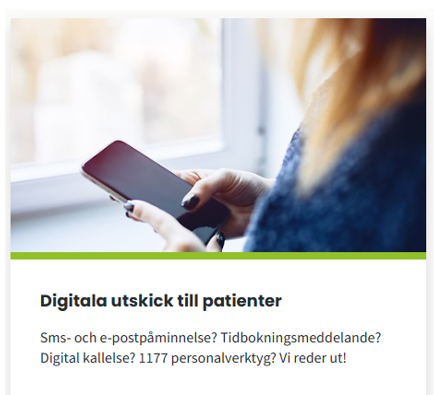 Digitala utskick till patienter
Sms- och e-postpåminnelse? Tidbokningsmeddelande?
Digital kallelse? 1177 personalverktyg? Vi reder ut!